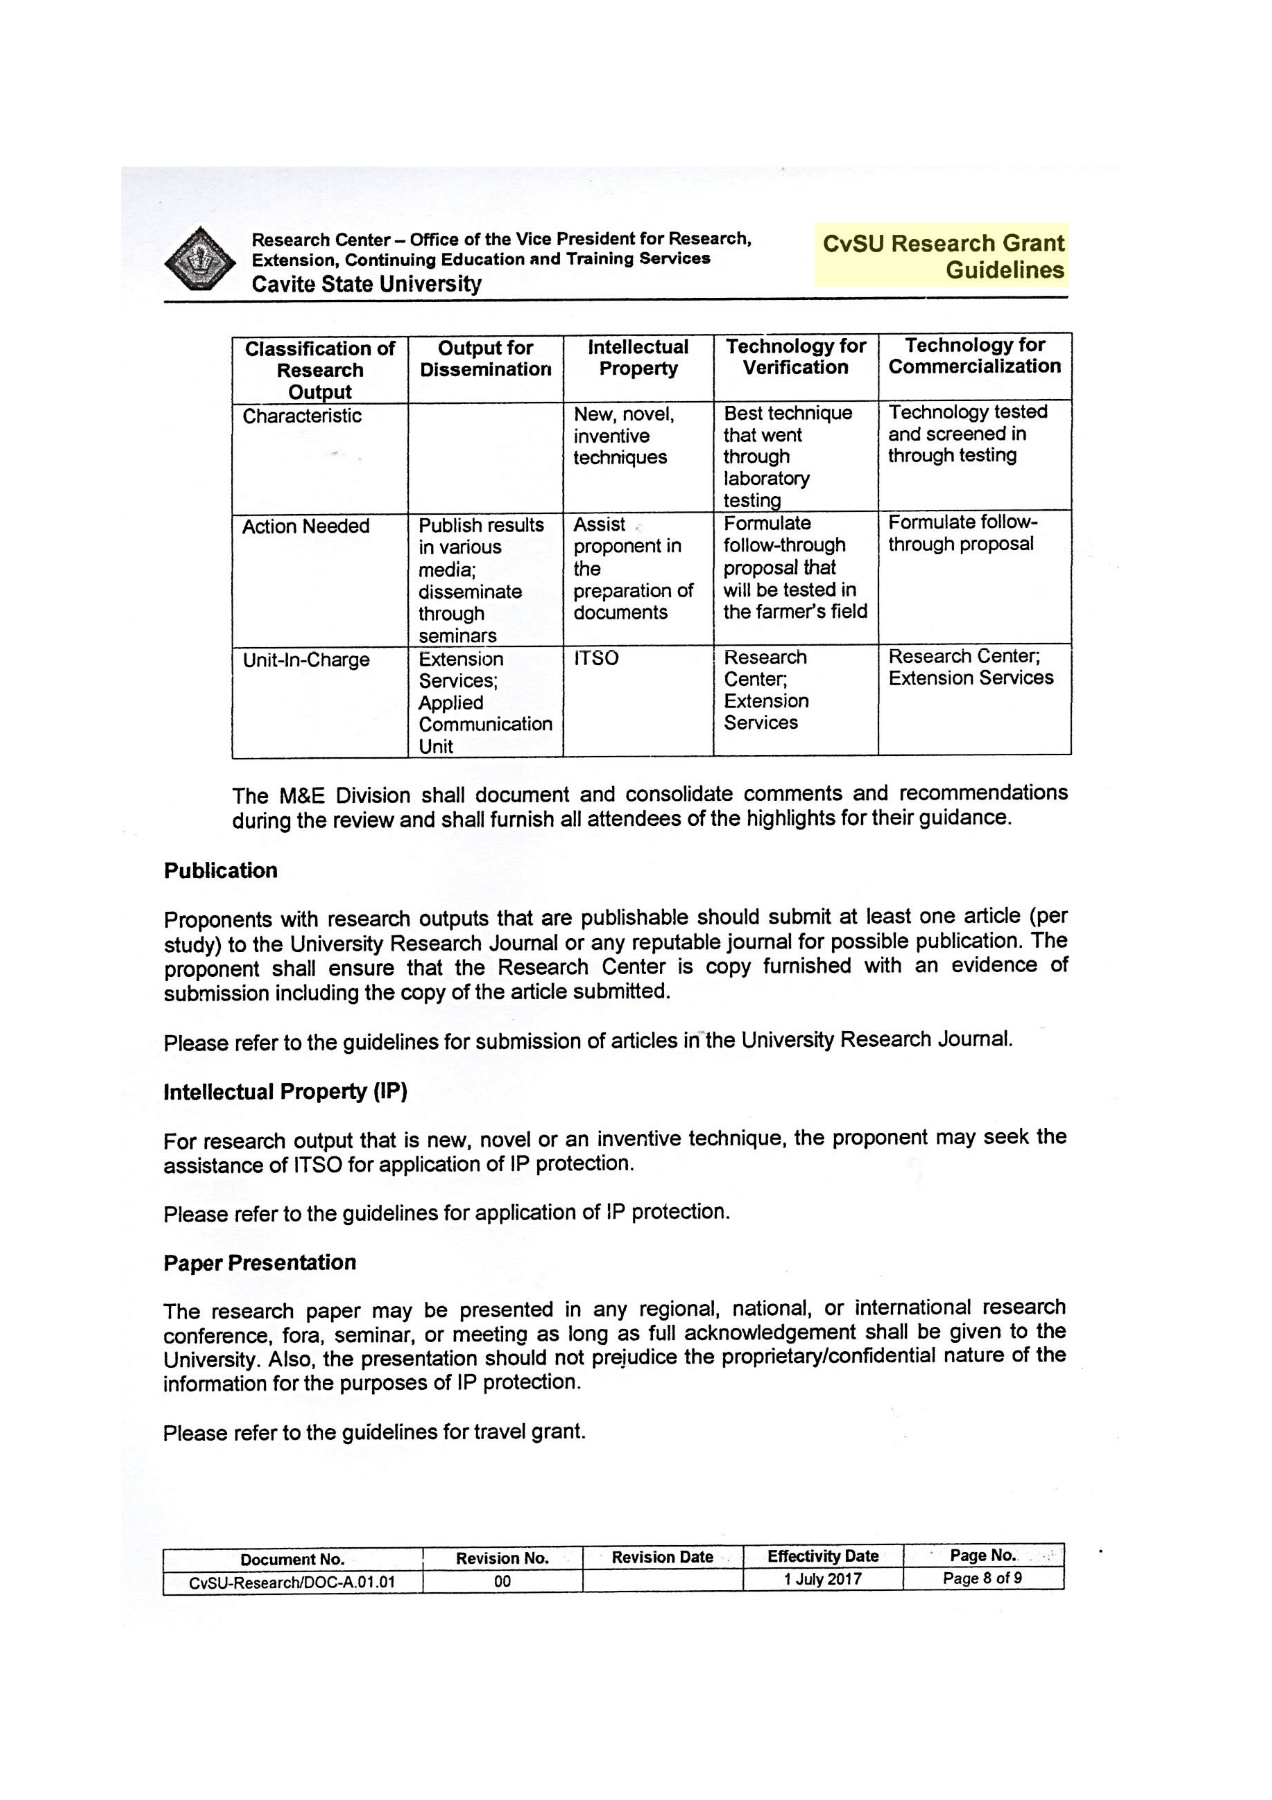 Research Center – Office of the Vice President for Research,
Extension, Continuing Education and Training Services
Cavite State University
CvSU Research Grant
Guidelines
Classification of
Research
Output
Output for
Dissemination
Intellectual
Property
Technology for
Verification
Technology for
Commercialization
Characteristic
New, novel,
inventive
techniques
Best technique
that went
through
laboratory
testing
Technology tested
and screened in
through testing
Action Needed
Publish results
in various
media;
disseminate
through
seminars
Assist
proponent in
the
preparation of
documents
Formulate
follow-through
proposal that
will be tested in
the farmer's field
Formulate follow-
through proposal
Unit-In-Charge
Extension
Services;
Applied
Communication
Unit
ITSO
Research
Center;
Extension
Services
Research Center;
Extension Services
The M&E Division shall document and consolidate comments and recommendations
during the review and shall furnish all attendees of the highlights for their guidance.
Publication
Proponents with research outputs that are publishable should submit at least one article (per
study) to the University Research Journal or any reputable journal for possible publication. The
proponent shall ensure that the Research Center is copy furnished with an evidence of
submission including the copy of the article submitted.
Please refer to the guidelines for submission of articles in the University Research Journal.
Intellectual Property (IP)
For research output that is new, novel or an inventive technique, the proponent may seek the
assistance of ITSO for application of IP protection.
Please refer to the guidelines for application of IP protection.
Paper Presentation
The research paper may be presented in any regional, national, or international research
conference, fora, seminar, or meeting as long as full acknowledgement shall be given to the
University. Also, the presentation should not prejudice the proprietary/confidential nature of the
information for the purposes of IP protection.
Please refer to the guidelines for travel grant.
Document No.
Revision No.
Revision Date
Effectivity Date
Page No.
CvSU-Research/DOC-A.01.01
00
1 July 2017
Page 8 of 9